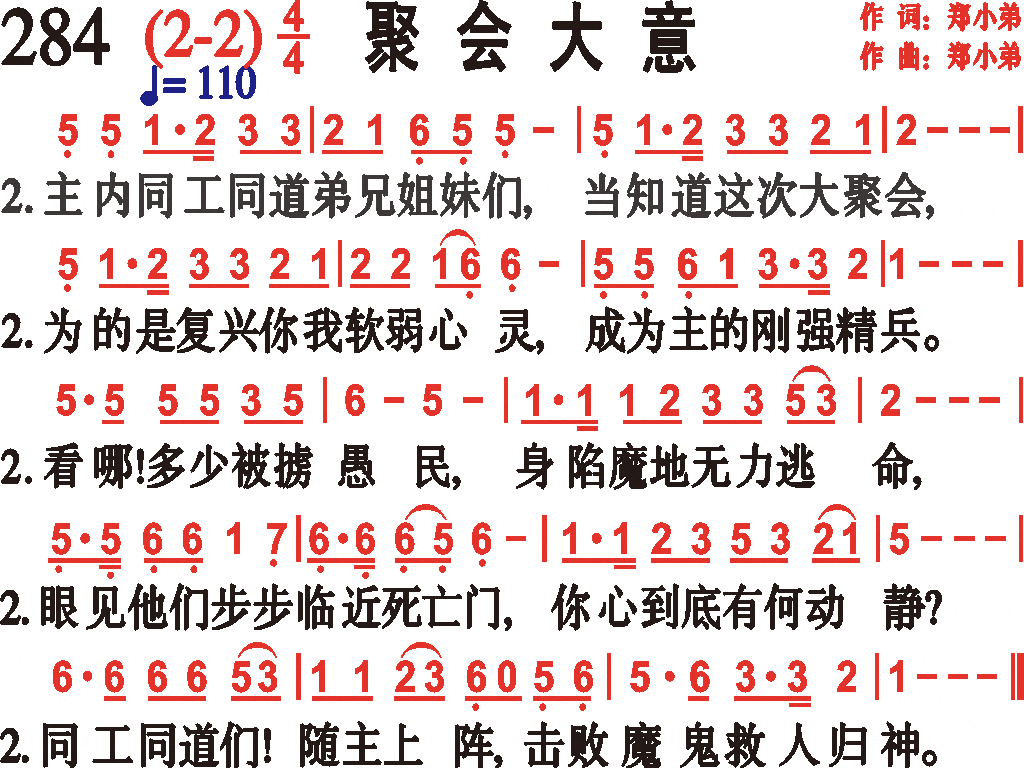 284 (2-2) 4/4 聚会大意 作词：郑小弟
♩= 110 作曲：郑小弟
5 5 1·2 3 3|2 1 6 5 5 –|5 1·2 3 3 2 1|2 – – –|
2.主内同工同道弟兄姐妹们, 当知道这次大聚会,
5 1·2 3 3 2 1|2 2 1 6 6 –|5 5 6 1 3·3 2|1 – – –|
2.为的是复兴你我软弱心 灵, 成为主的刚强精兵。
5·5 5 5 3 5|6 – 5 –|1·1 1 2 3 3 5 3|2 – – –|
2.看哪!多少被掳愚 民, 身陷魔地无力逃 命,
5·5 6 6 1 7|6·6 6 5 6 –|1·1 2 3 5 3 2 1|5 – – –|
2.眼见他们步步临近死亡门, 你心到底有何动 静?
6·6 6 6 5 3|1 1 2 3 6 0 5 6|5·6 3·3 2|1 – – –‖
2.同工同道们! 随主上 阵, 击败魔鬼救人归神。